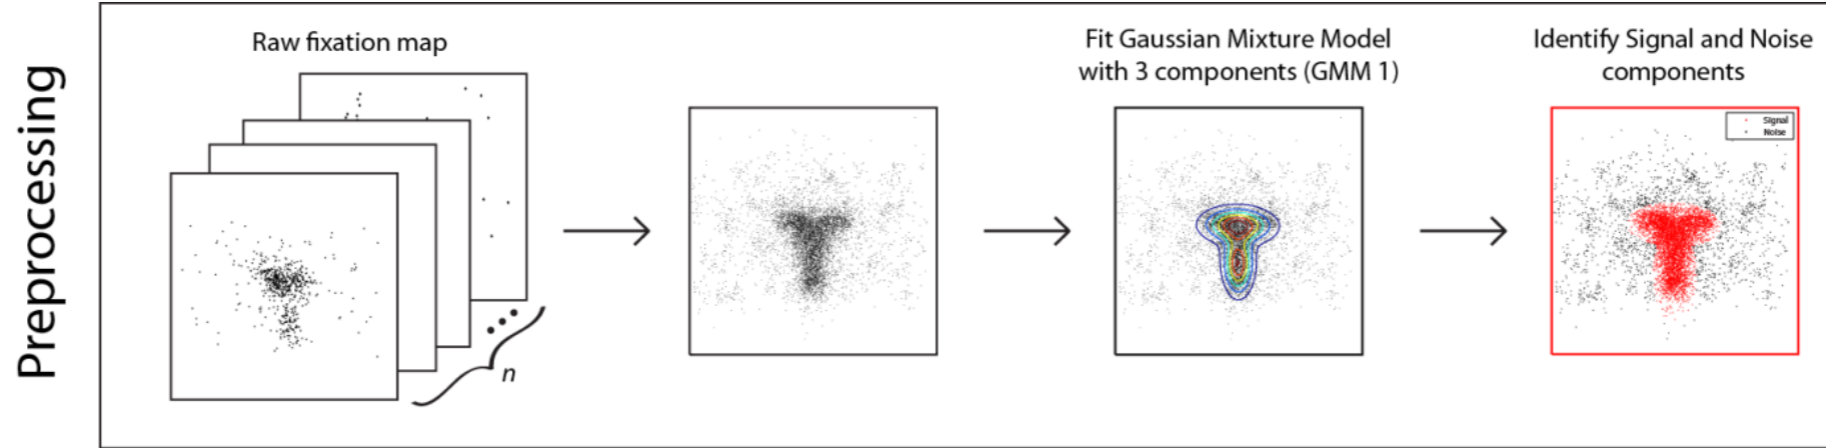 Preprocessing
Raw fixation map
n
Fit Gaussian Mixture Model
with 3 components (GMM 1)
Identify Signal and Noise
components
Signal
Noise